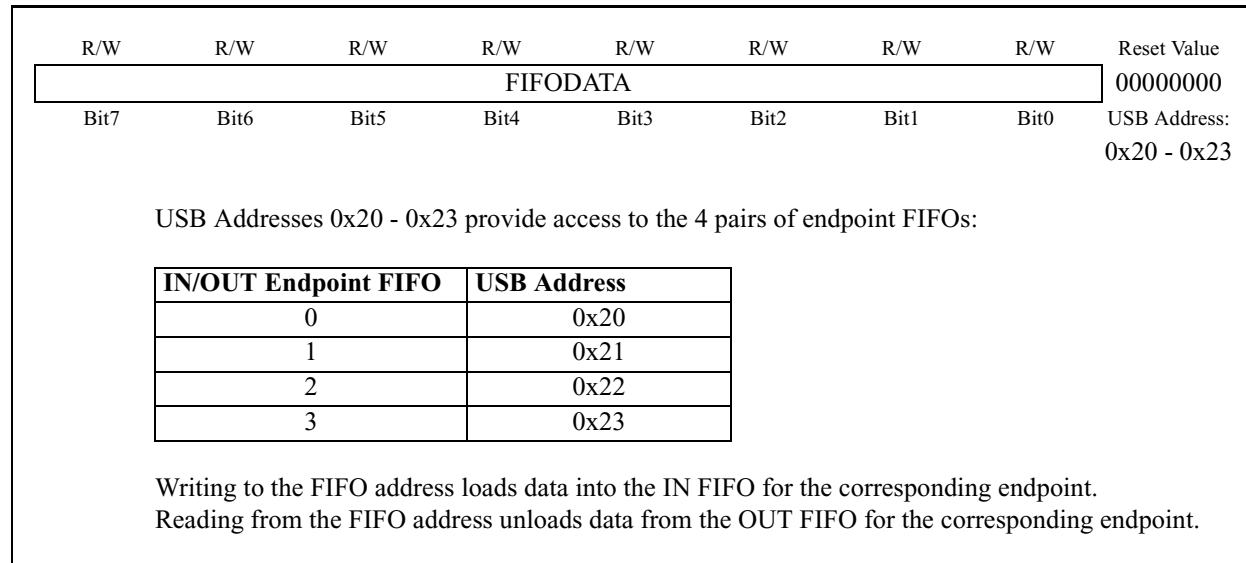 R/W R/W R/W R/W R/W R/W R/W R/W Reset Value
FIFODATA 00000000
Bit7 Bit6 Bit5 Bit4 Bit3 Bit2 Bit1 Bit0 USB Address:
0x20 - 0x23
USB Addresses 0x20 - 0x23 provide access to the 4 pairs of endpoint FIFOs:
IN/OUT Endpoint FIFO USB Address
0 0x20
1 0x21
2 0x22
3 0x23
Writing to the FIFO address loads data into the IN FIFO for the corresponding endpoint.
Reading from the FIFO address unloads data from the OUT FIFO for the corresponding endpoint.